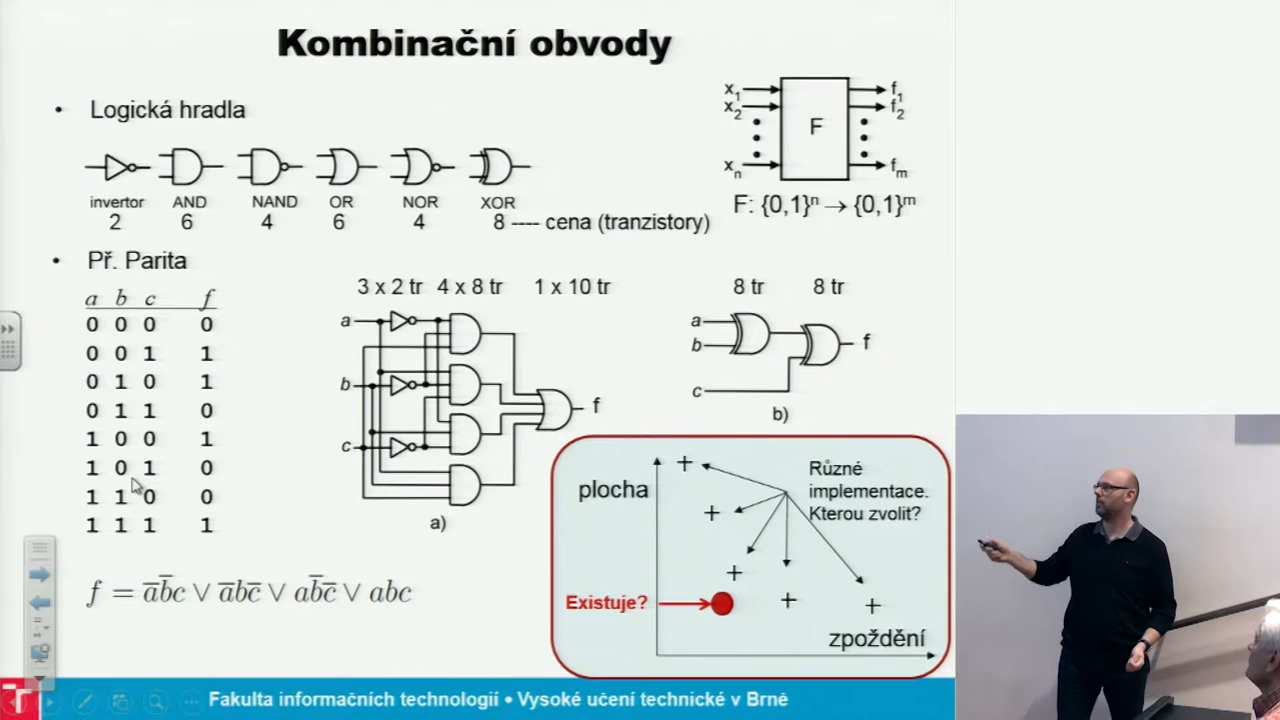 Kombinační obvody
• Logická hradla
invertor AND NAND OR NOR XOR
2 6 4 6 4 8 ---- cena (tranzistory)
x1 f1
x2 f2
F
xn fm
F: {0,1}ⁿ → {0,1}ᵐ
• Př. Parita
a b c f
0 0 0 0
0 0 1 1
0 1 0 1
0 1 1 0
1 0 0 1
1 0 1 0
1 1 0 0
1 1 1 1
f = a̅b̅c ∨ a̅bc̅ ∨ ab̅c̅ ∨ abc
3 x 2 tr 4 x 8 tr 1 x 10 tr
a
b
c
f
a)
8 tr 8 tr
a
b
c
f
b)
plocha
Různé
implementace.
Kterou zvolit?
Existuje?
zpoždění
Fakulta informačních technologií • Vysoké učení technické v Brně